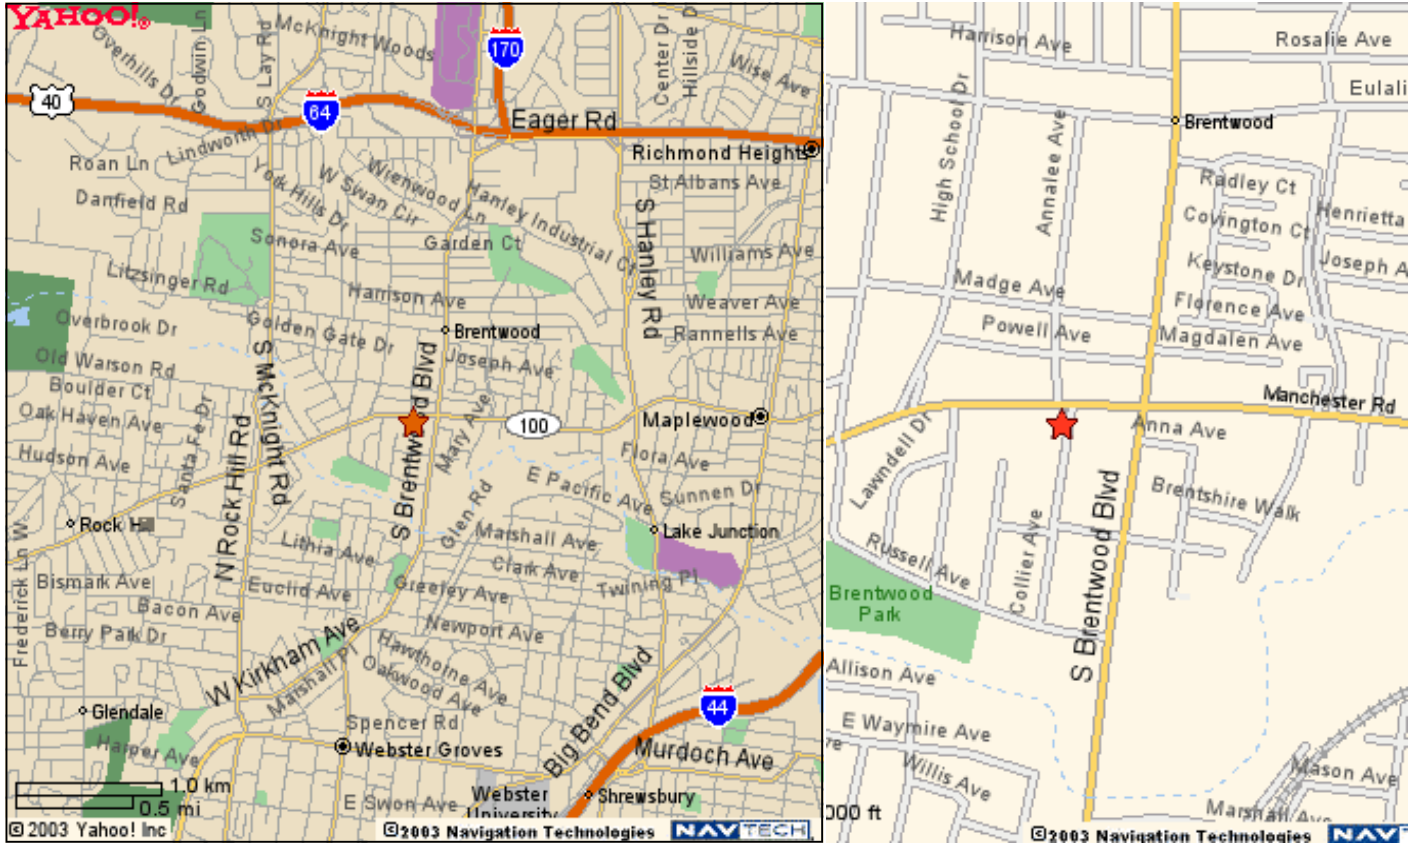 YAHOO!®
McKnight Woods
Overhills Dr
Godwin Ln
S Lay Rd
170
Center Dr
Hillside D
Wise Ave
40
64
Eager Rd
Lindworth Dr
Richmond Heights
Roan Ln
York Hills Dr
W Swan Cir
Wrenwood Ln
Hanley Industrial Ct
St Albans Ave
Danfield Rd
S Hanley Rd
Sonora Ave
Garden Ct
Williams Ave
Litzsinger Rd
Harrison Ave
Weaver Ave
Overbrook Dr
Golden Gate Dr
Brentwood
Rannells Ave
Old Warson Rd
S McKnight Rd
Joseph Ave
Boulder Ct
S Brentwood Blvd
Oak Haven Ave
Santa Fe Dr
N Rock Hill Rd
Mary Ave
100
Maplewood
Hudson Ave
Flora Ave
E Pacific Ave
Sunnen Dr
Rock H
Glen Rd
Marshall Ave
Lake Junction
Lithia Ave
Clark Ave
Frederick Ln W
Bismark Ave
Euclid Ave
Greeley Ave
Twining Pl
Bacon Ave
Newport Ave
Berry Park Dr
W Kirkham Ave
Marshall Pl
Hawthorne Ave
Oakwood Ave
Big Bend Blvd
44
Glendale
Spencer Rd
Harper Ave
Webster Groves
Murdoch Ave
1.0 km
0.5 mi
E Swon Ave
Webster
University
Shrewsbury
©2003 Yahoo! Inc
©2003 Navigation Technologies
NAVTECH
Harrison Ave
Rosalie Ave
High School Dr
Eulali
Annalee Ave
Brentwood
Radley Ct
Covington Ct
Henrietta
Keystone Dr
Joseph A
Madge Ave
Florence Ave
Powell Ave
Magdalen Ave
Manchester Rd
Lawndell Dr
Anna Ave
Brentshire Walk
Russell Ave
Collier Ave
S Brentwood Blvd
Brentwood
Park
Allison Ave
E Waymire Ave
ve
Willis Ave
Mason Ave
000 ft
Marshall Ave
©2003 Navigation Technologies
NAVT